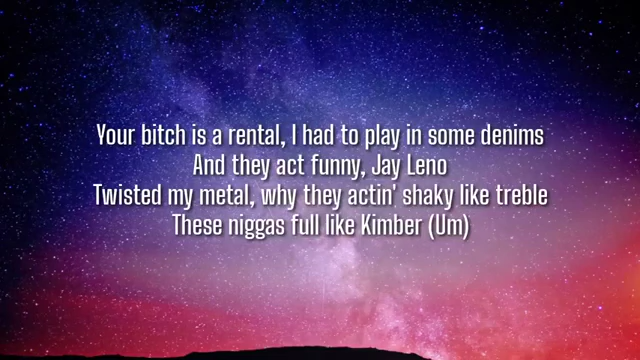 Your bitch is a rental, I had to play in some denims
And they act funny, Jay Leno
Twisted my metal, why they actin' shaky like treble
These niggas full like Kimber (Um)